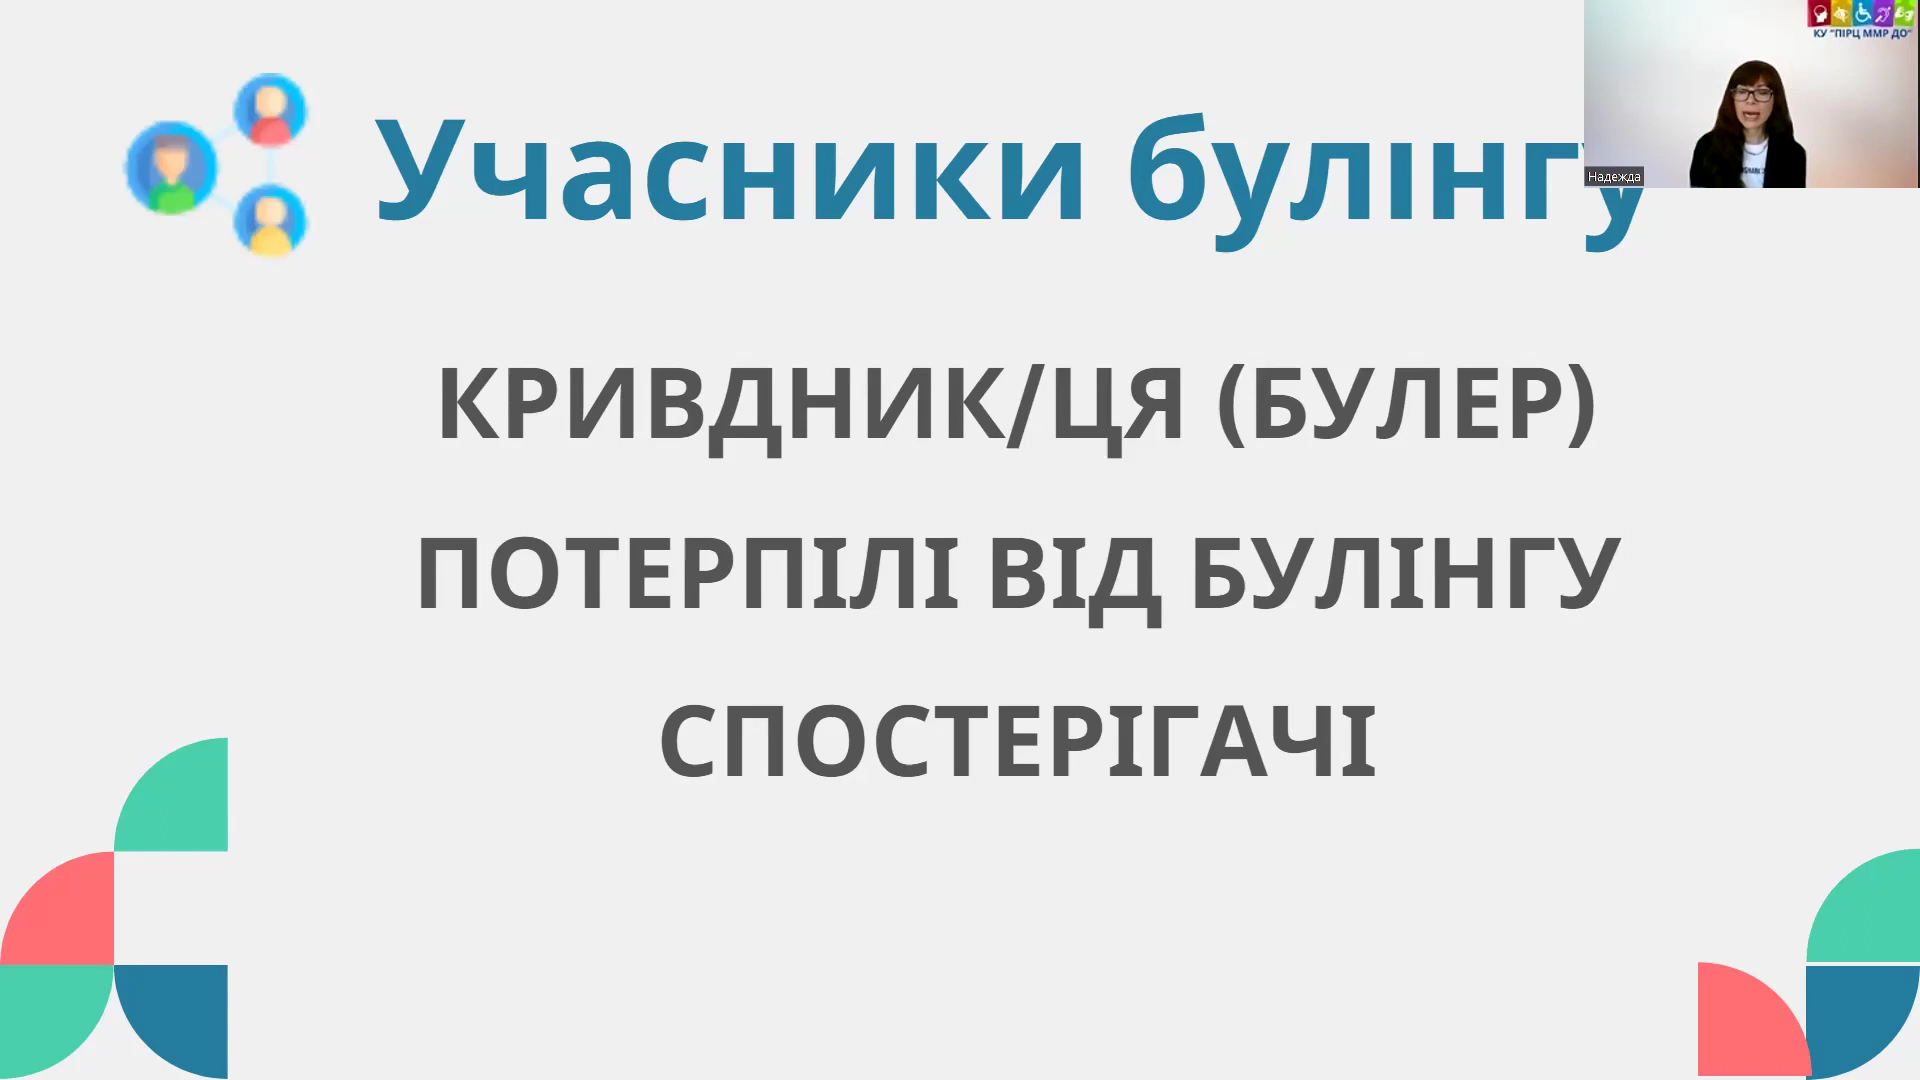 КУ "ПІРЦ ММР ДО"
Учасники булінгу
Надежда
КРИВДНИК/ЦЯ (БУЛЕР)
ПОТЕРПІЛІ ВІД БУЛІНГУ
СПОСТЕРІГАЧІ